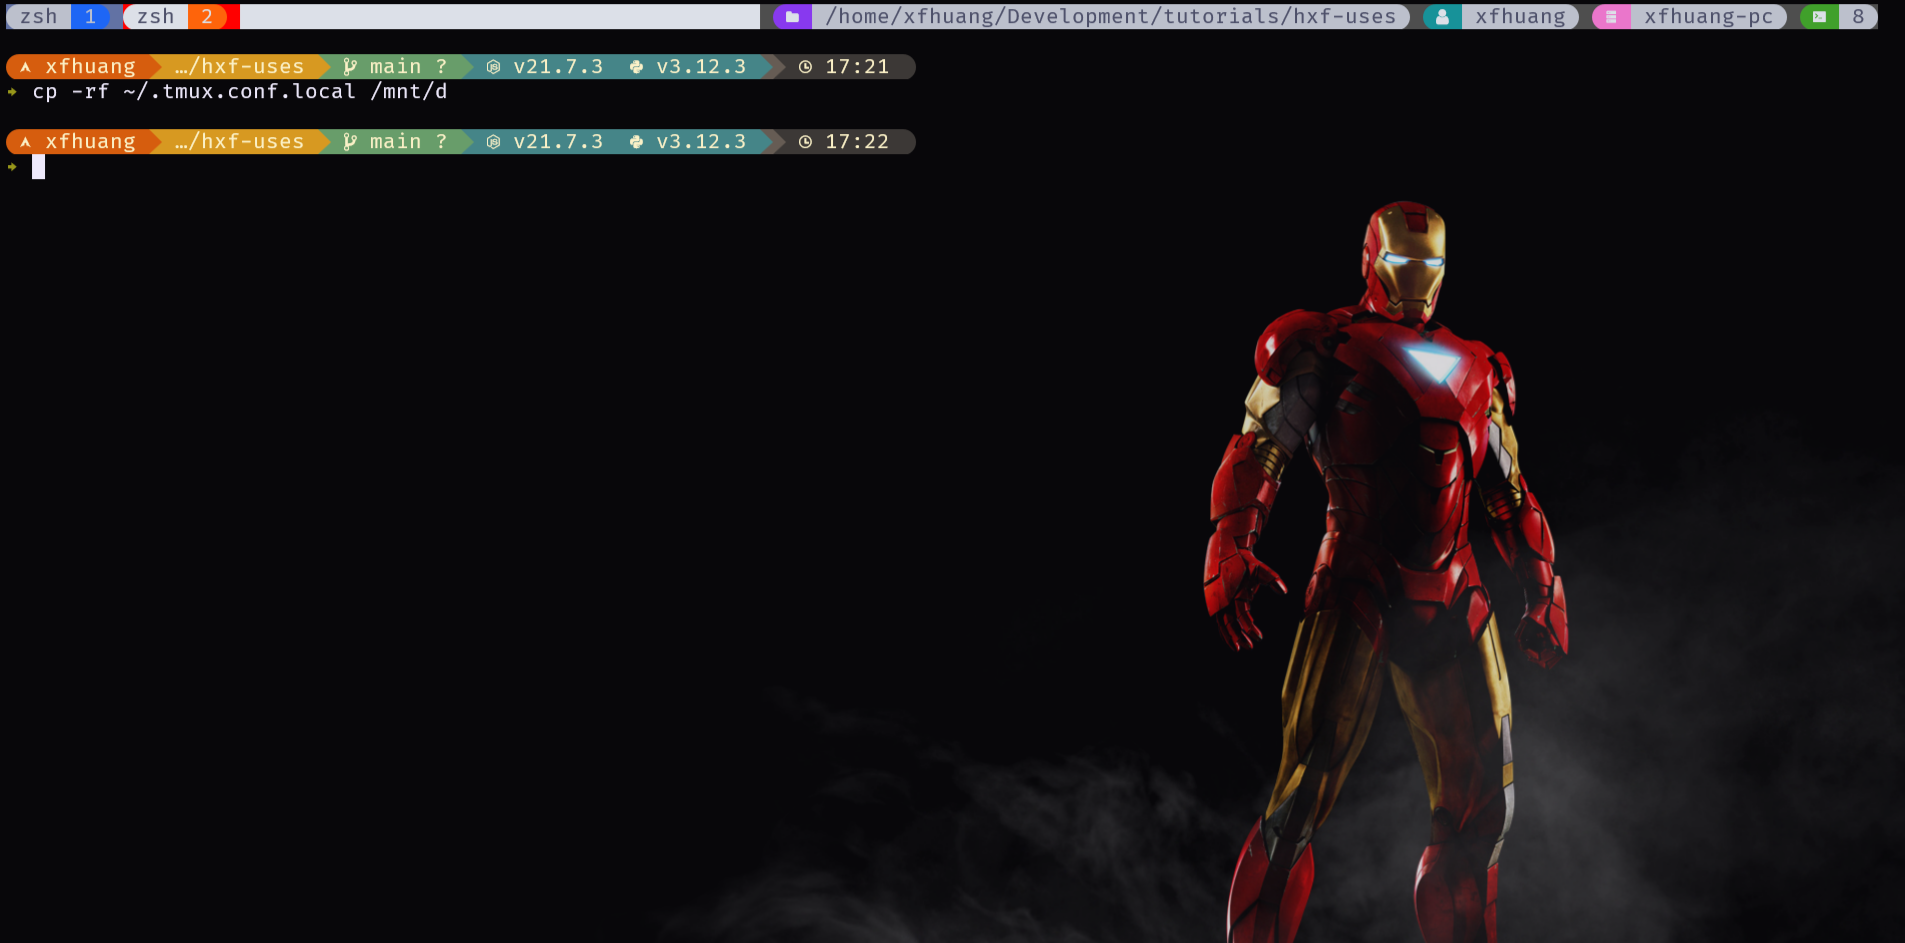 zsh 1 zsh 2 /home/xfhuang/Development/tutorials/hxf-uses xfhuang xfhuang-pc 8
xfhuang …/hxf-uses main ? v21.7.3 v3.12.3 17:21
cp -rf ~/.tmux.conf.local /mnt/d
xfhuang …/hxf-uses main ? v21.7.3 v3.12.3 17:22